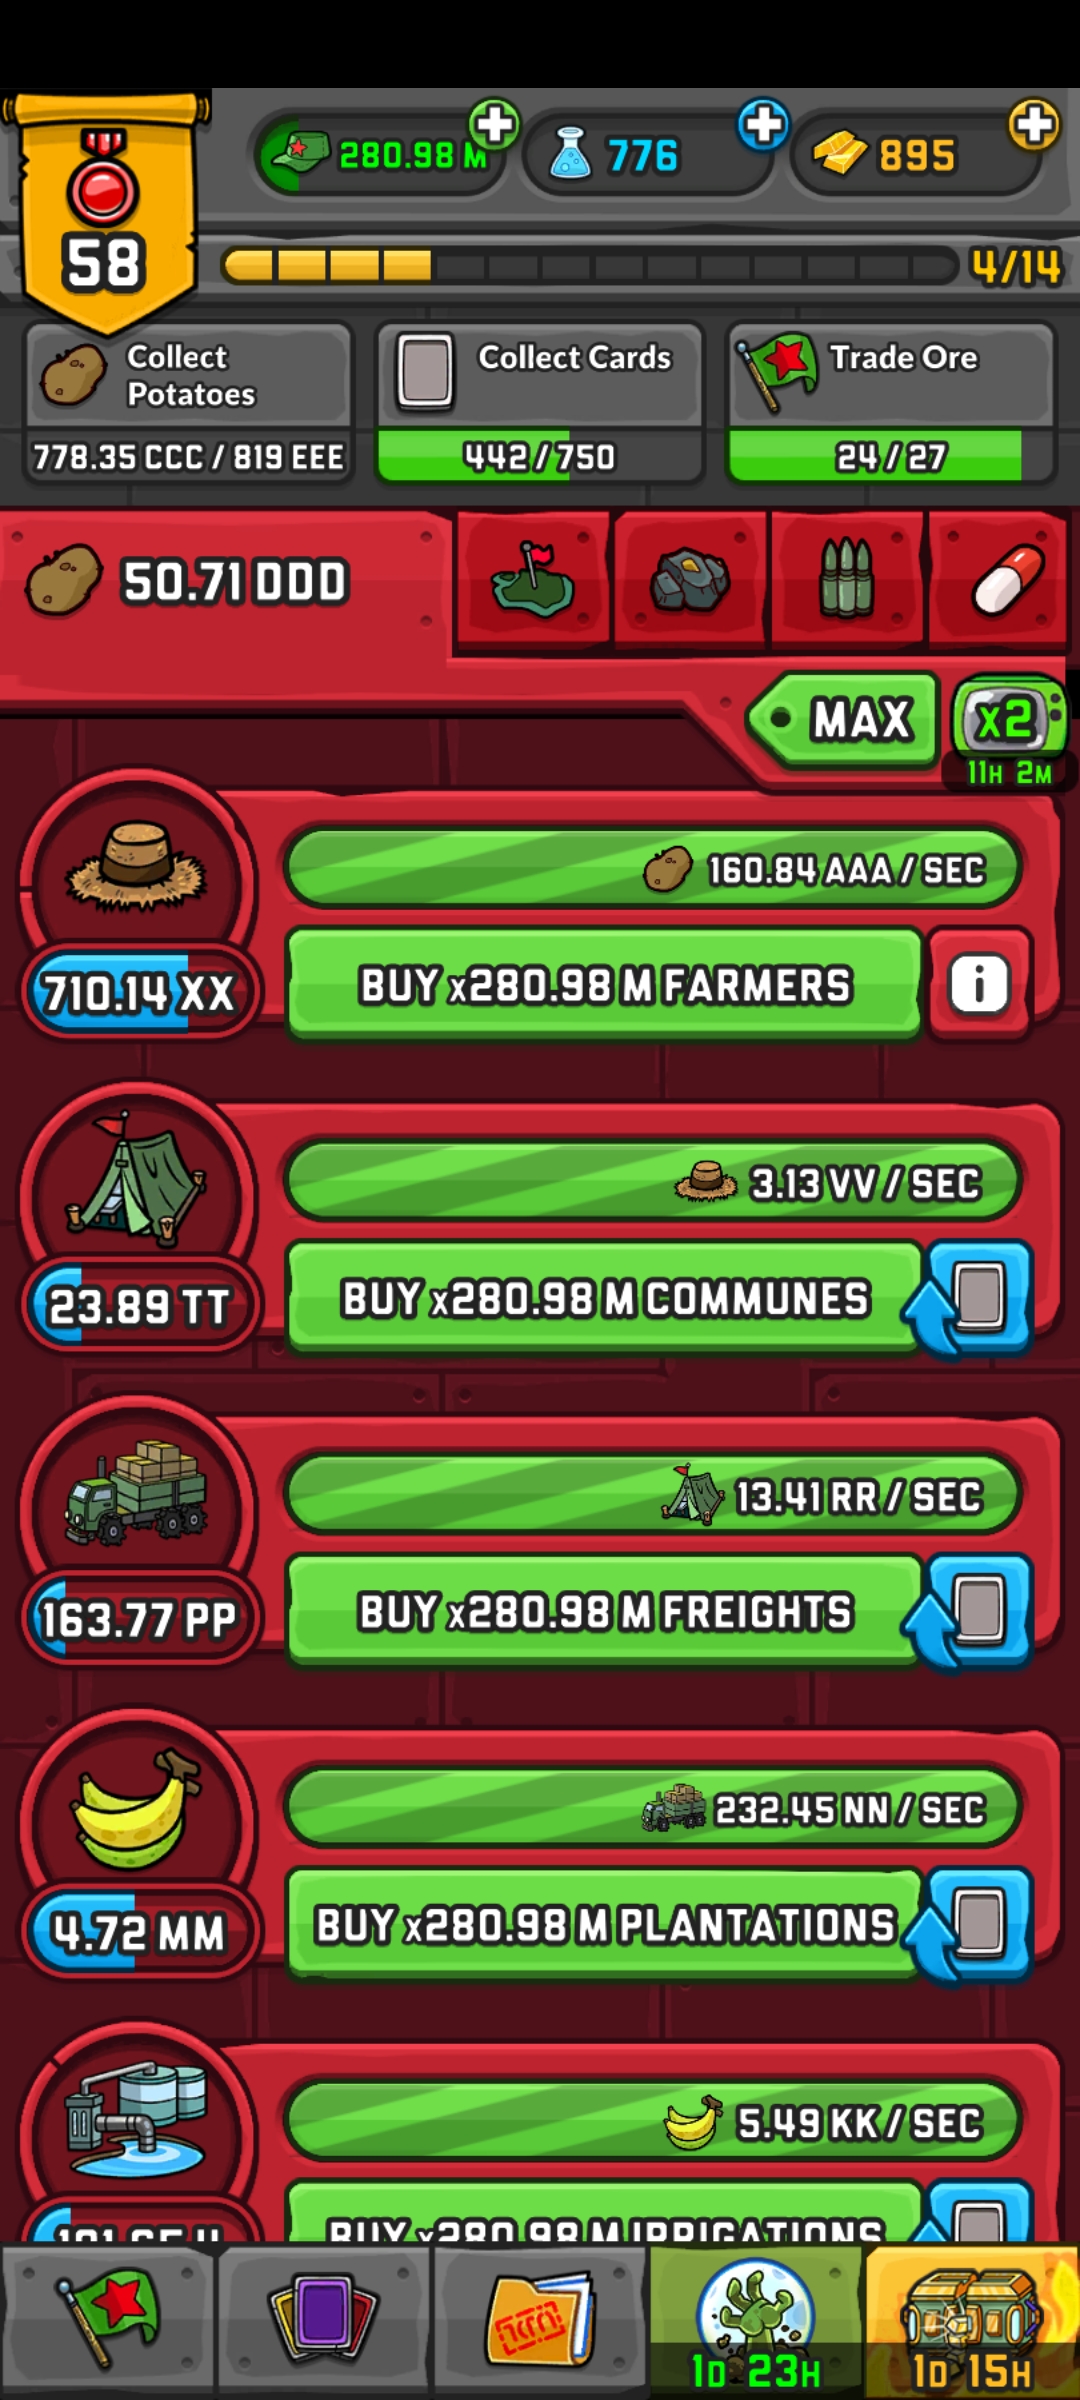 58
280.98 M
776
895
4/14
Collect Potatoes
778.35 CCC / 819 EEE
Collect Cards
442/750
Trade Ore
24/27
50.71 DDD
MAX
x2
11H 2M
160.84 AAA / SEC
710.14 XX
BUY x280.98 M FARMERS
i
3.13 VV / SEC
23.89 TT
BUY x280.98 M COMMUNES
13.41 RR / SEC
163.77 PP
BUY x280.98 M FREIGHTS
232.45 NN / SEC
4.72 MM
BUY x280.98 M PLANTATIONS
5.49 KK / SEC
BUY x280.98 M IRRIGATIONS
1D 23H
1D 15H